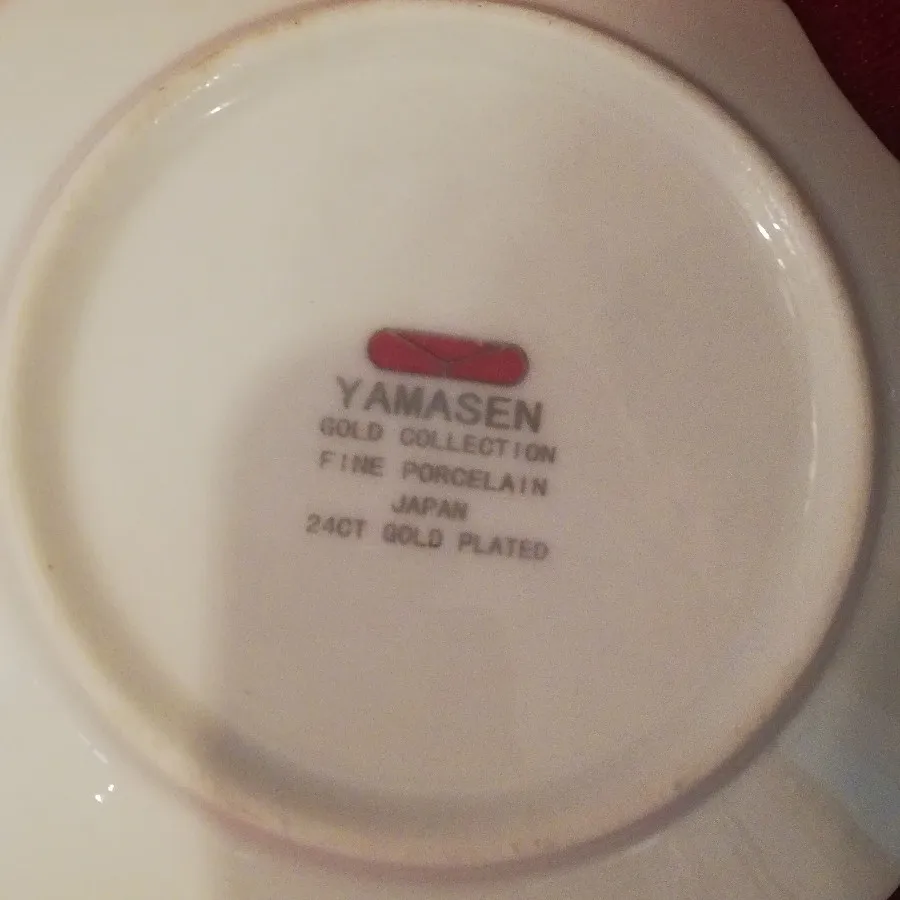 YAMASEN
GOLD COLLECTION
FINE PORCELAIN
JAPAN
24CT GOLD PLATED